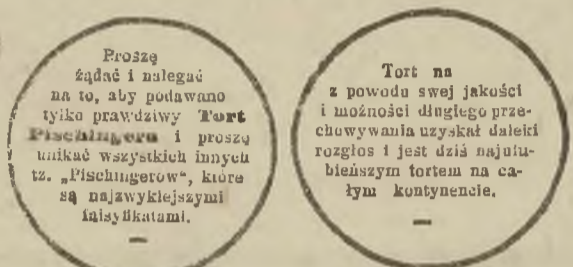 Proszę
żądać i nalegać
na to, aby podawano
tylko prawdziwy Tort
Pischingera i proszę
unikać wszystkich innych
tz. „Pischingerów", które
są najzwyklejszymi
falsyfikatami.
Tort na
z powodu swej jakości
i możności długiego prze-
chowywania uzyskał daleki
rozgłos i jest dziś najulu-
bieńszym tortem na ca-
łym kontynencie.